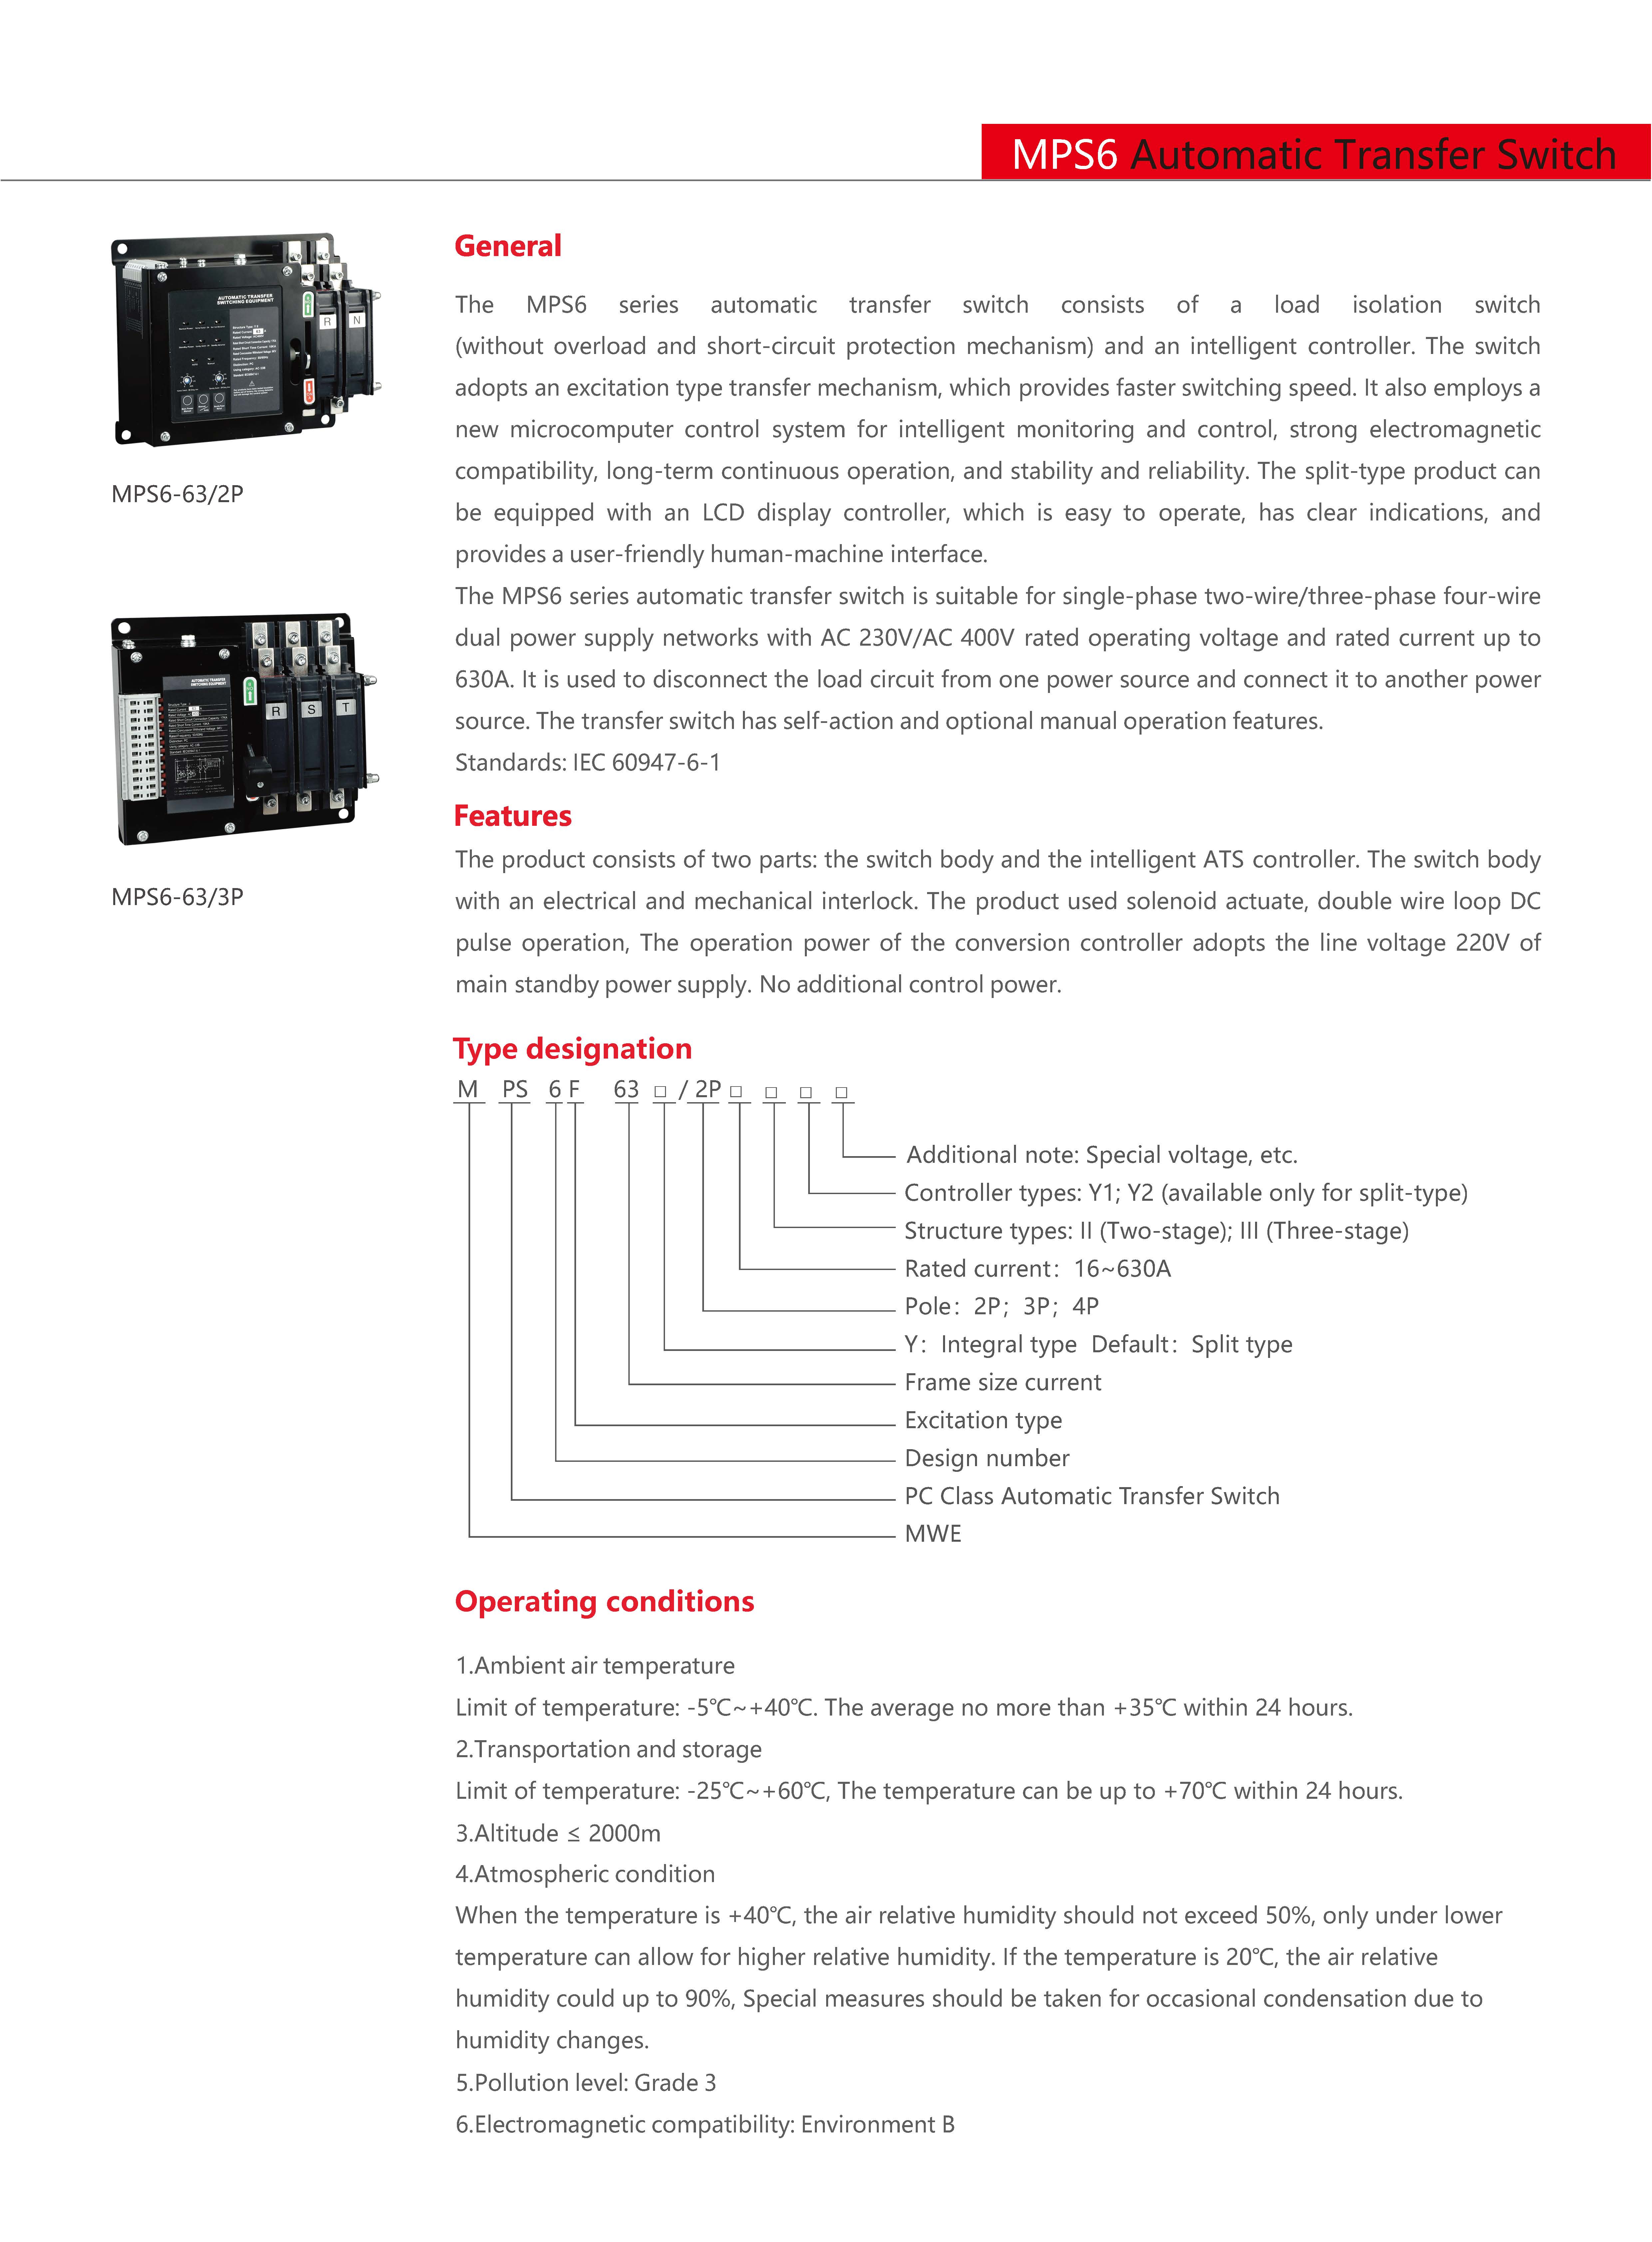 MPS6 Automatic Transfer Switch
AUTOMATIC TRANSFER
SWITCHING EQUIPMENT
R N
MPS6-63/2P
AUTOMATIC TRANSFER
SWITCHING EQUIPMENT
R S T
MPS6-63/3P
General
The MPS6 series automatic transfer switch consists of a load isolation switch
(without overload and short-circuit protection mechanism) and an intelligent controller. The switch
adopts an excitation type transfer mechanism, which provides faster switching speed. It also employs a
new microcomputer control system for intelligent monitoring and control, strong electromagnetic
compatibility, long-term continuous operation, and stability and reliability. The split-type product can
be equipped with an LCD display controller, which is easy to operate, has clear indications, and
provides a user-friendly human-machine interface.
The MPS6 series automatic transfer switch is suitable for single-phase two-wire/three-phase four-wire
dual power supply networks with AC 230V/AC 400V rated operating voltage and rated current up to
630A. It is used to disconnect the load circuit from one power source and connect it to another power
source. The transfer switch has self-action and optional manual operation features.
Standards: IEC 60947-6-1
Features
The product consists of two parts: the switch body and the intelligent ATS controller. The switch body
with an electrical and mechanical interlock. The product used solenoid actuate, double wire loop DC
pulse operation, The operation power of the conversion controller adopts the line voltage 220V of
main standby power supply. No additional control power.
Type designation
M PS 6 F 63 □ / 2P □ □ □ □
Additional note: Special voltage, etc.
Controller types: Y1; Y2 (available only for split-type)
Structure types: II (Two-stage); III (Three-stage)
Rated current: 16~630A
Pole: 2P; 3P; 4P
Y: Integral type Default: Split type
Frame size current
Excitation type
Design number
PC Class Automatic Transfer Switch
MWE
Operating conditions
1.Ambient air temperature
Limit of temperature: -5℃~+40℃. The average no more than +35℃ within 24 hours.
2.Transportation and storage
Limit of temperature: -25℃~+60℃, The temperature can be up to +70℃ within 24 hours.
3.Altitude ≤ 2000m
4.Atmospheric condition
When the temperature is +40℃, the air relative humidity should not exceed 50%, only under lower
temperature can allow for higher relative humidity. If the temperature is 20℃, the air relative
humidity could up to 90%, Special measures should be taken for occasional condensation due to
humidity changes.
5.Pollution level: Grade 3
6.Electromagnetic compatibility: Environment B